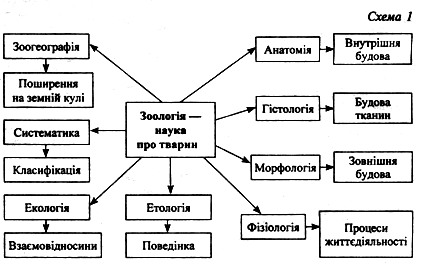 Схема 1
Зоогеографія
Поширення
на земній кулі
Систематика
Класифікація
Екологія
Взаємовідносини
Зоологія —
наука
про тварин
Етологія
Поведінка
Анатомія
Внутрішня
будова
Гістологія
Будова
тканин
Морфологія
Зовнішня
будова
Фізіологія
Процеси
життєдіяльності